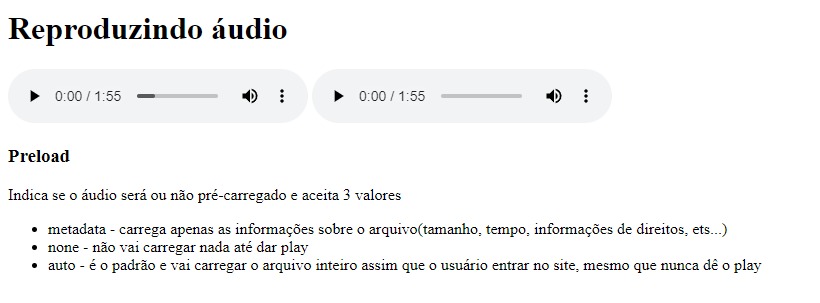 Reproduzindo áudio
0:00 / 1:55 0:00 / 1:55
Preload
Indica se o áudio será ou não pré-carregado e aceita 3 valores
metadata - carrega apenas as informações sobre o arquivo(tamanho, tempo, informações de direitos, ets...)
none - não vai carregar nada até dar play
auto - é o padrão e vai carregar o arquivo inteiro assim que o usuário entrar no site, mesmo que nunca dê o play